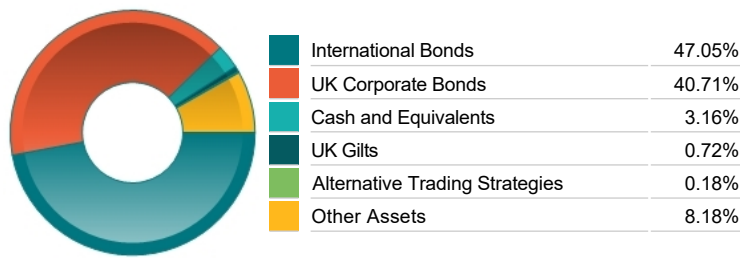 International Bonds 47.05%
UK Corporate Bonds 40.71%
Cash and Equivalents 3.16%
UK Gilts 0.72%
Alternative Trading Strategies 0.18%
Other Assets 8.18%